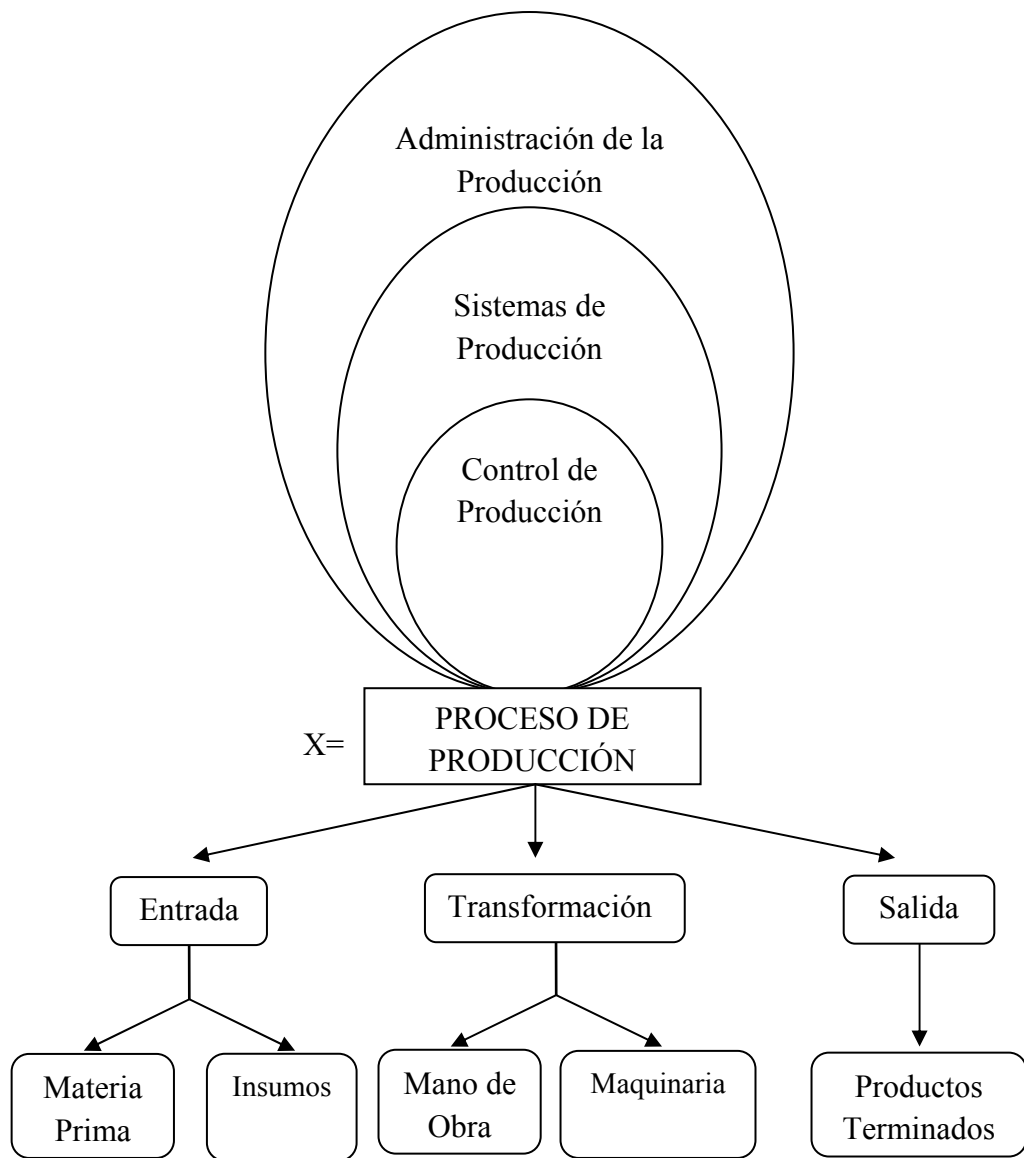 Administración de la
Producción
Sistemas de
Producción
Control de
Producción
X=
PROCESO DE
PRODUCCIÓN
Entrada
Transformación
Salida
Materia
Prima
Insumos
Mano de
Obra
Maquinaria
Productos
Terminados